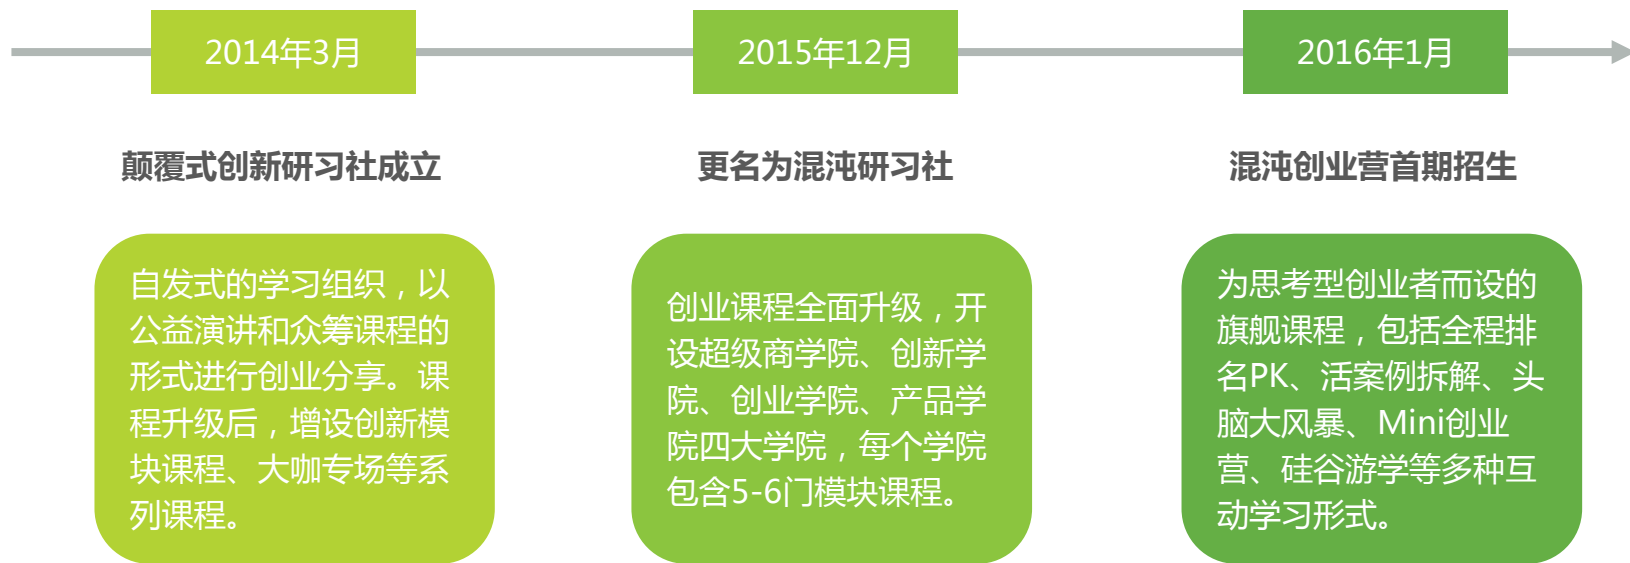 2014年3月
2015年12月
2016年1月
颠覆式创新研习社成立
更名为混沌研习社
混沌创业营首期招生
自发式的学习组织，以
公益演讲和众筹课程的
形式进行创业分享。课
程升级后，增设创新模
块课程、大咖专场等系
列课程。
创业课程全面升级，开
设超级商学院、创新学
院、创业学院、产品学
院四大学院，每个学院
包含5-6门模块课程。
为思考型创业者而设的
旗舰课程，包括全程排
名PK、活案例拆解、头
脑大风暴、Mini创业
营、硅谷游学等多种互
动学习形式。